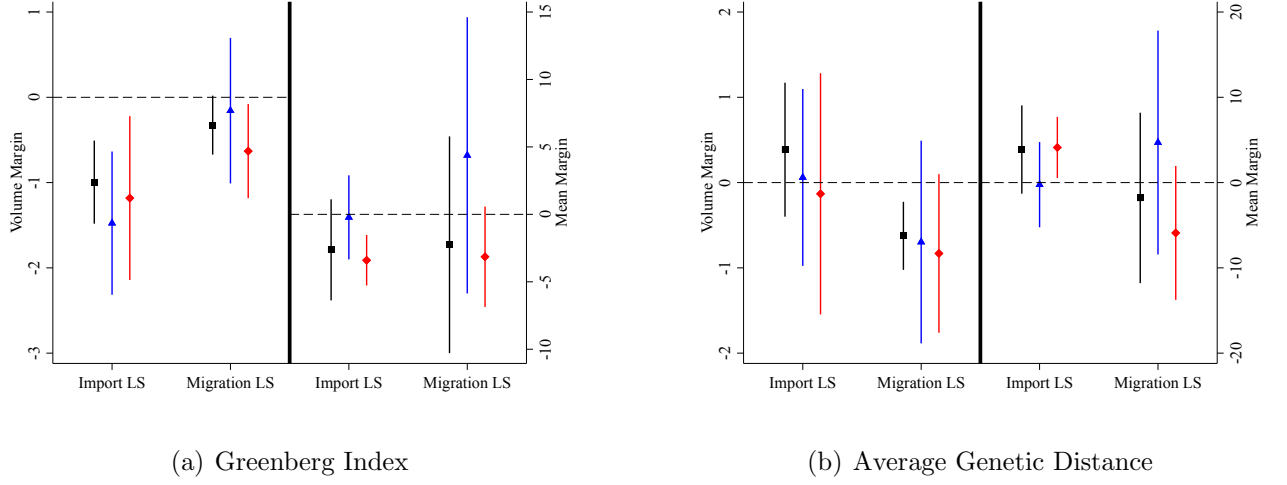 Volume Margin
1
0
-1
-2
-3
15
10
5
0
-5
-10
Mean Margin
Import LS
Migration LS
Import LS
Migration LS
(a) Greenberg Index
Volume Margin
2
1
0
-1
-2
20
10
0
-10
-20
Mean Margin
Import LS
Migration LS
Import LS
Migration LS
(b) Average Genetic Distance